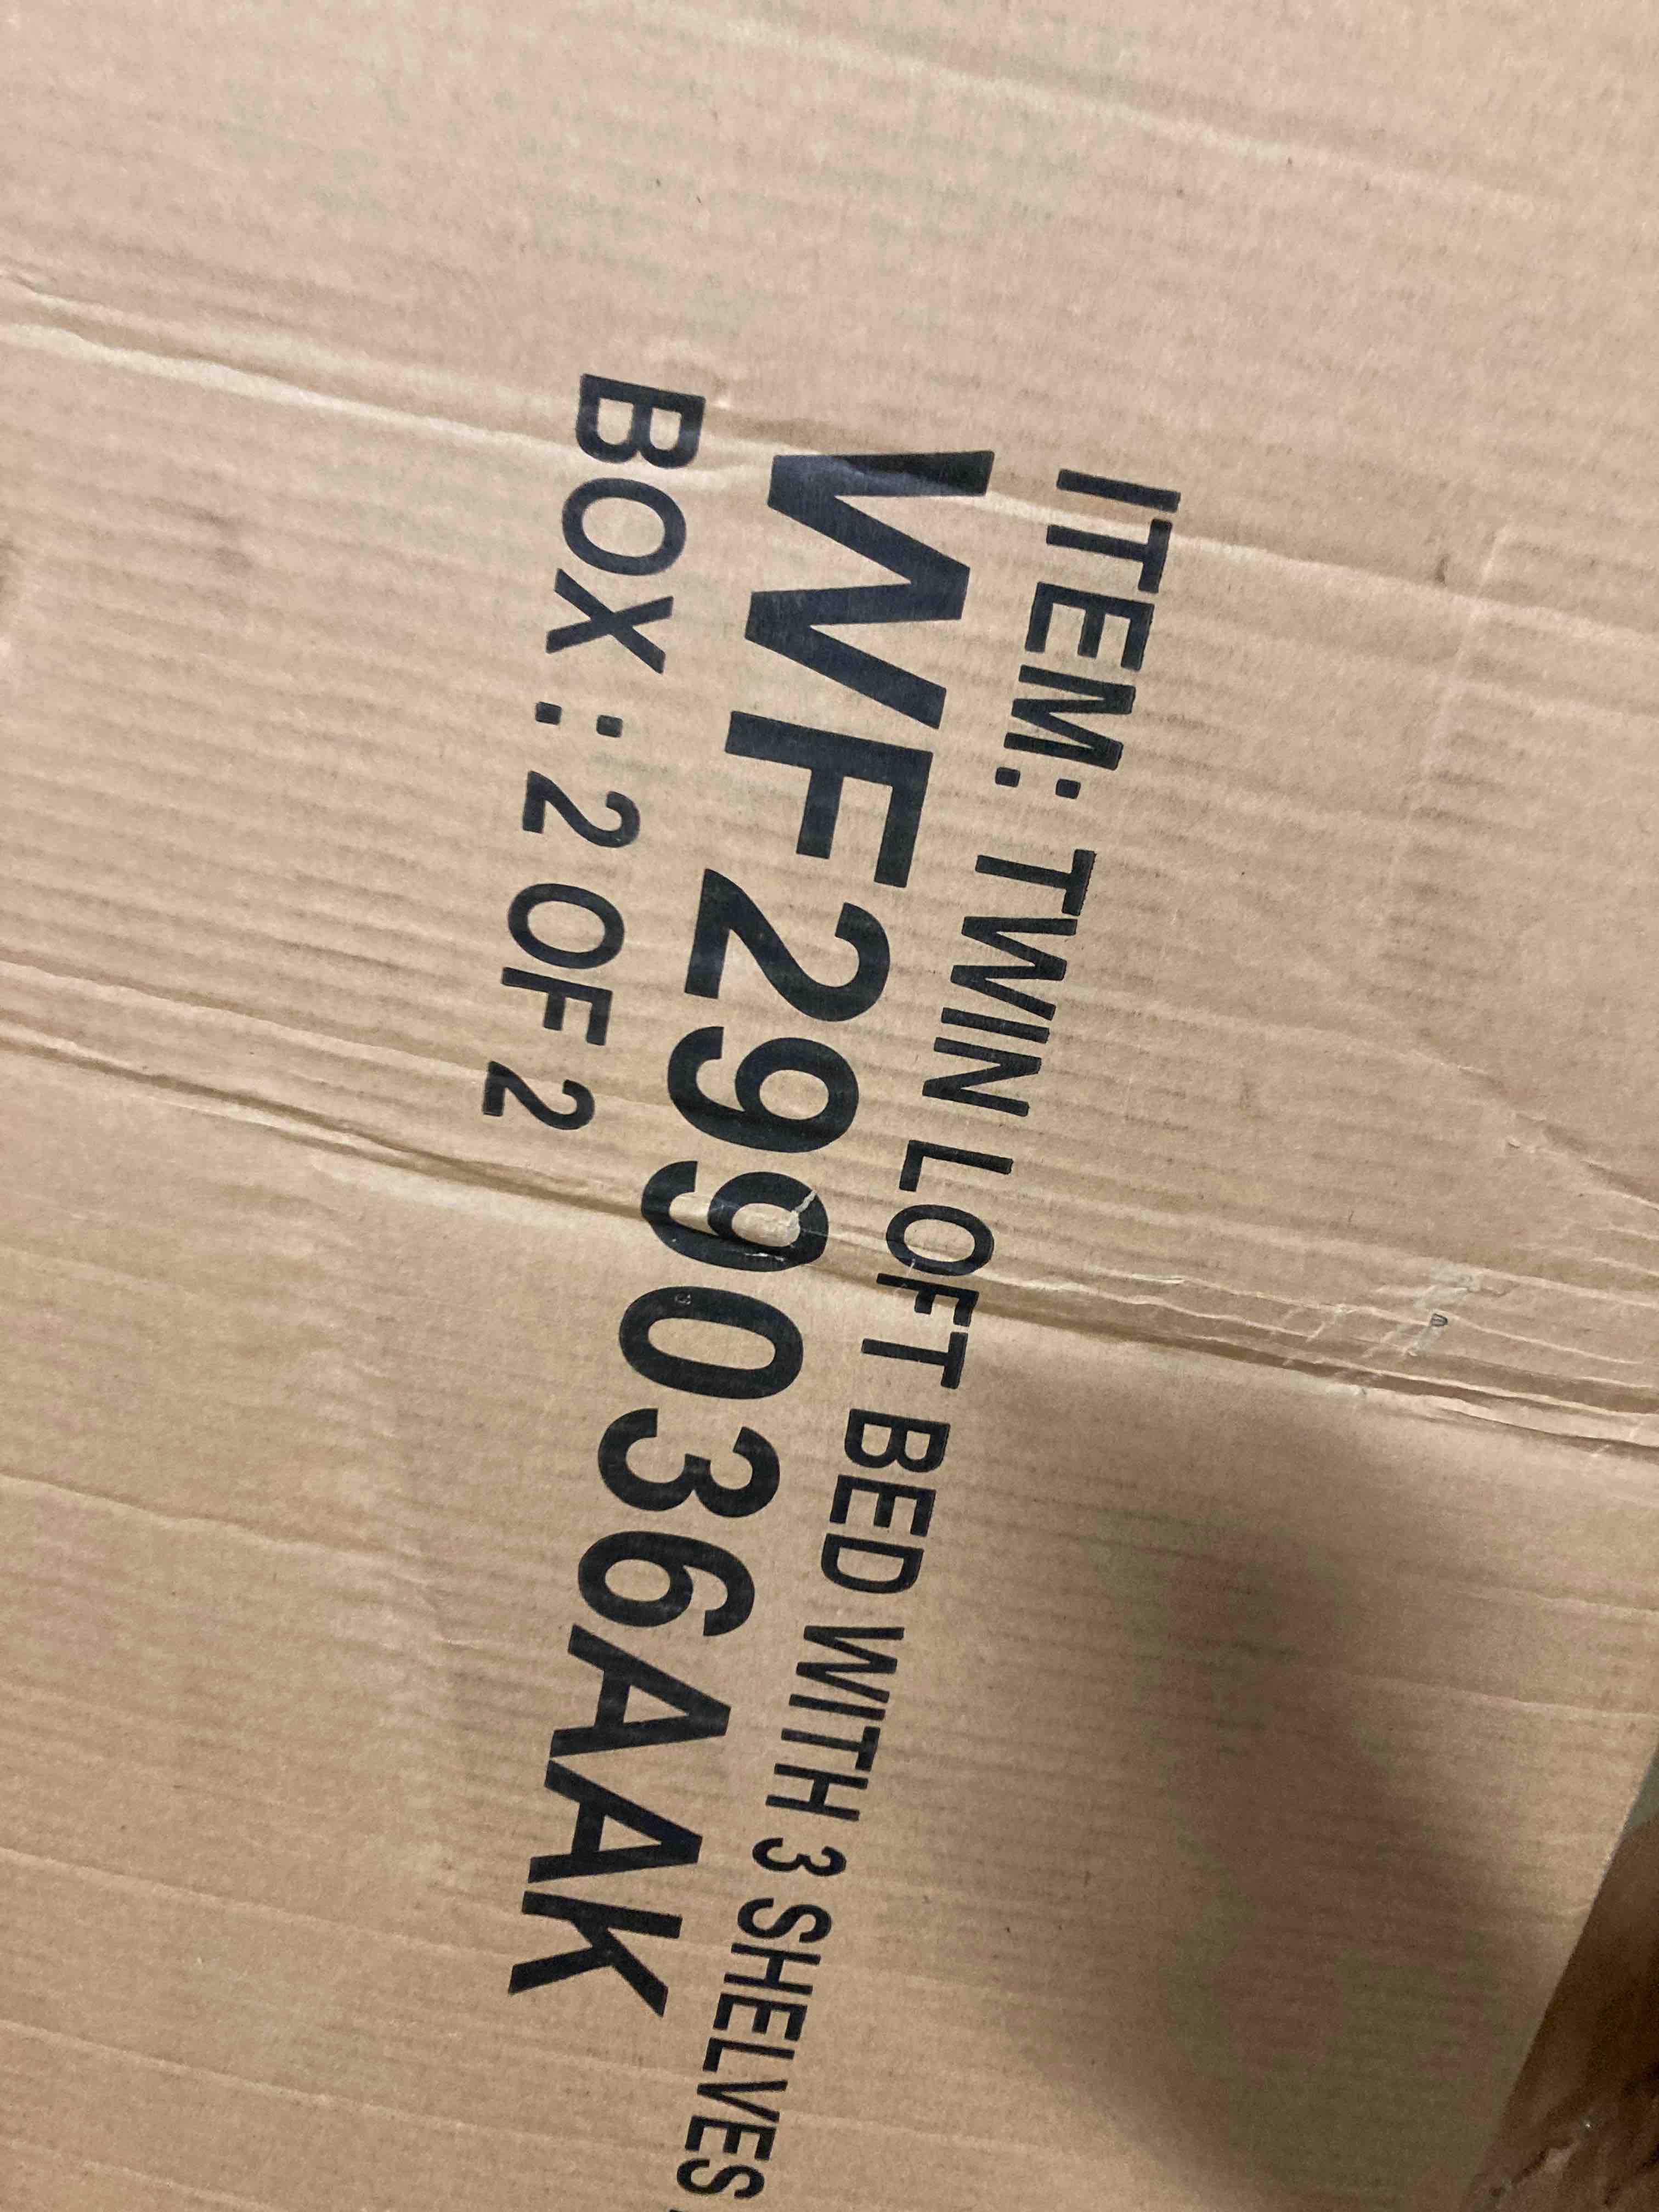 ITEM: TWIN LOFT BED WITH 3 SHELVES
WF299036AAK
BOX : 2 OF 2